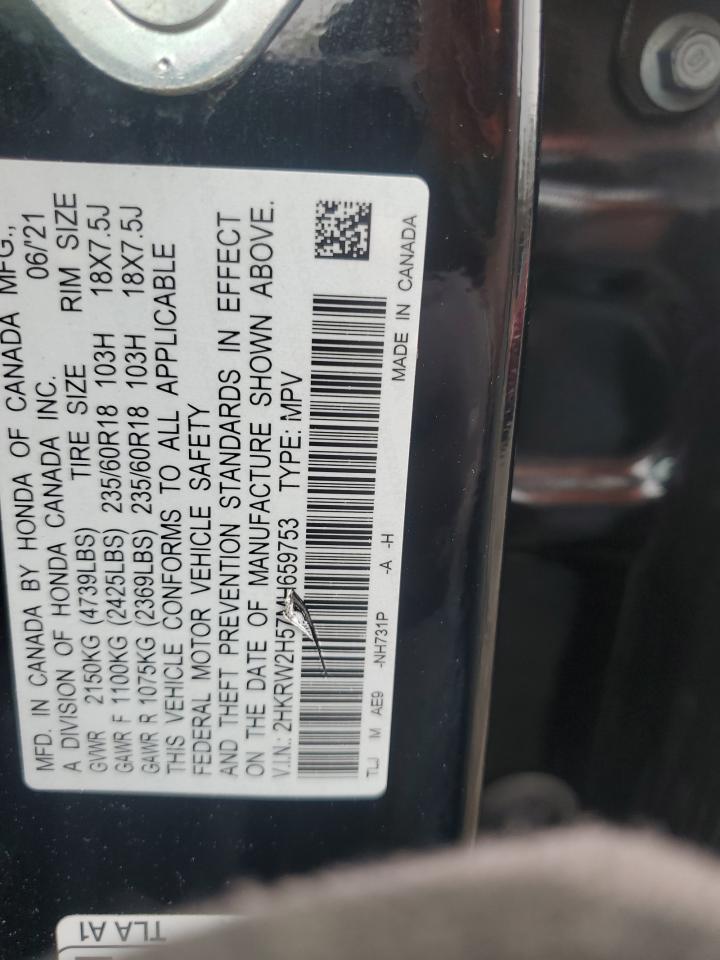 MFD. IN CANADA BY HONDA OF CANADA MFG.,
A DIVISION OF HONDA CANADA INC. 06/'21
GVWR 2150KG (4739LBS) TIRE SIZE RIM SIZE
GAWR F 1100KG (2425LBS) 235/60R18 103H 18X7.5J
GAWR R 1075KG (2369LBS) 235/60R18 103H 18X7.5J
THIS VEHICLE CONFORMS TO ALL APPLICABLE
FEDERAL MOTOR VEHICLE SAFETY
AND THEFT PREVENTION STANDARDS IN EFFECT
ON THE DATE OF MANUFACTURE SHOWN ABOVE.
V.I.N.: 2HKRW2H57MH659753 TYPE: MPV
TLJ M AE9 -NH731P -A -H
MADE IN CANADA
TLA A1